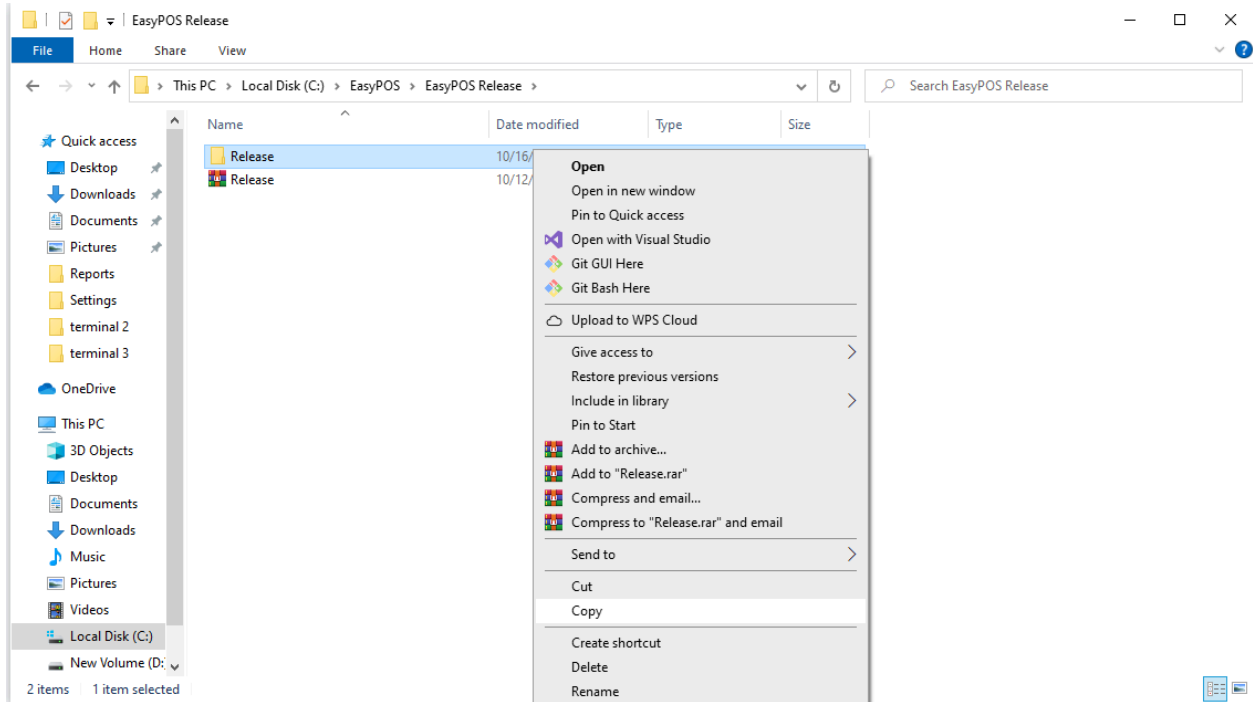 EasyPOS Release
File Home Share View
This PC Local Disk (C:) EasyPOS EasyPOS Release
Search EasyPOS Release
Name Date modified Type Size
Quick access
Desktop
Downloads
Documents
Pictures
Reports
Settings
terminal 2
terminal 3
OneDrive
This PC
3D Objects
Desktop
Documents
Downloads
Music
Pictures
Videos
Local Disk (C:)
New Volume (D:
Release 10/16/
Release 10/12/
Open
Open in new window
Pin to Quick access
Open with Visual Studio
Git GUI Here
Git Bash Here
Upload to WPS Cloud
Give access to
Restore previous versions
Include in library
Pin to Start
Add to archive...
Add to "Release.rar"
Compress and email...
Compress to "Release.rar" and email
Send to
Cut
Copy
Create shortcut
Delete
Rename
2 items 1 item selected